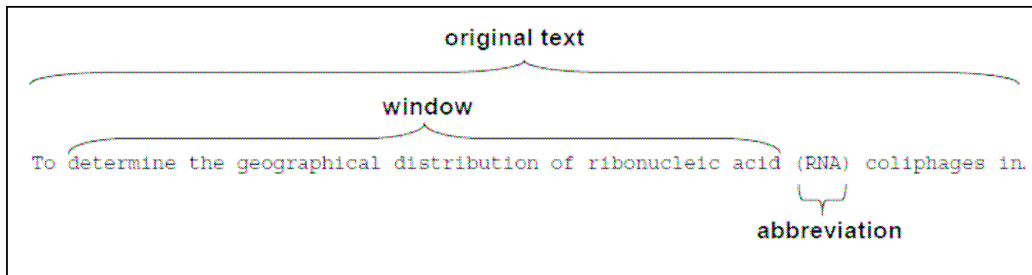 original text
window
To determine the geographical distribution of ribonucleic acid (RNA) coliphages in…
abbreviation